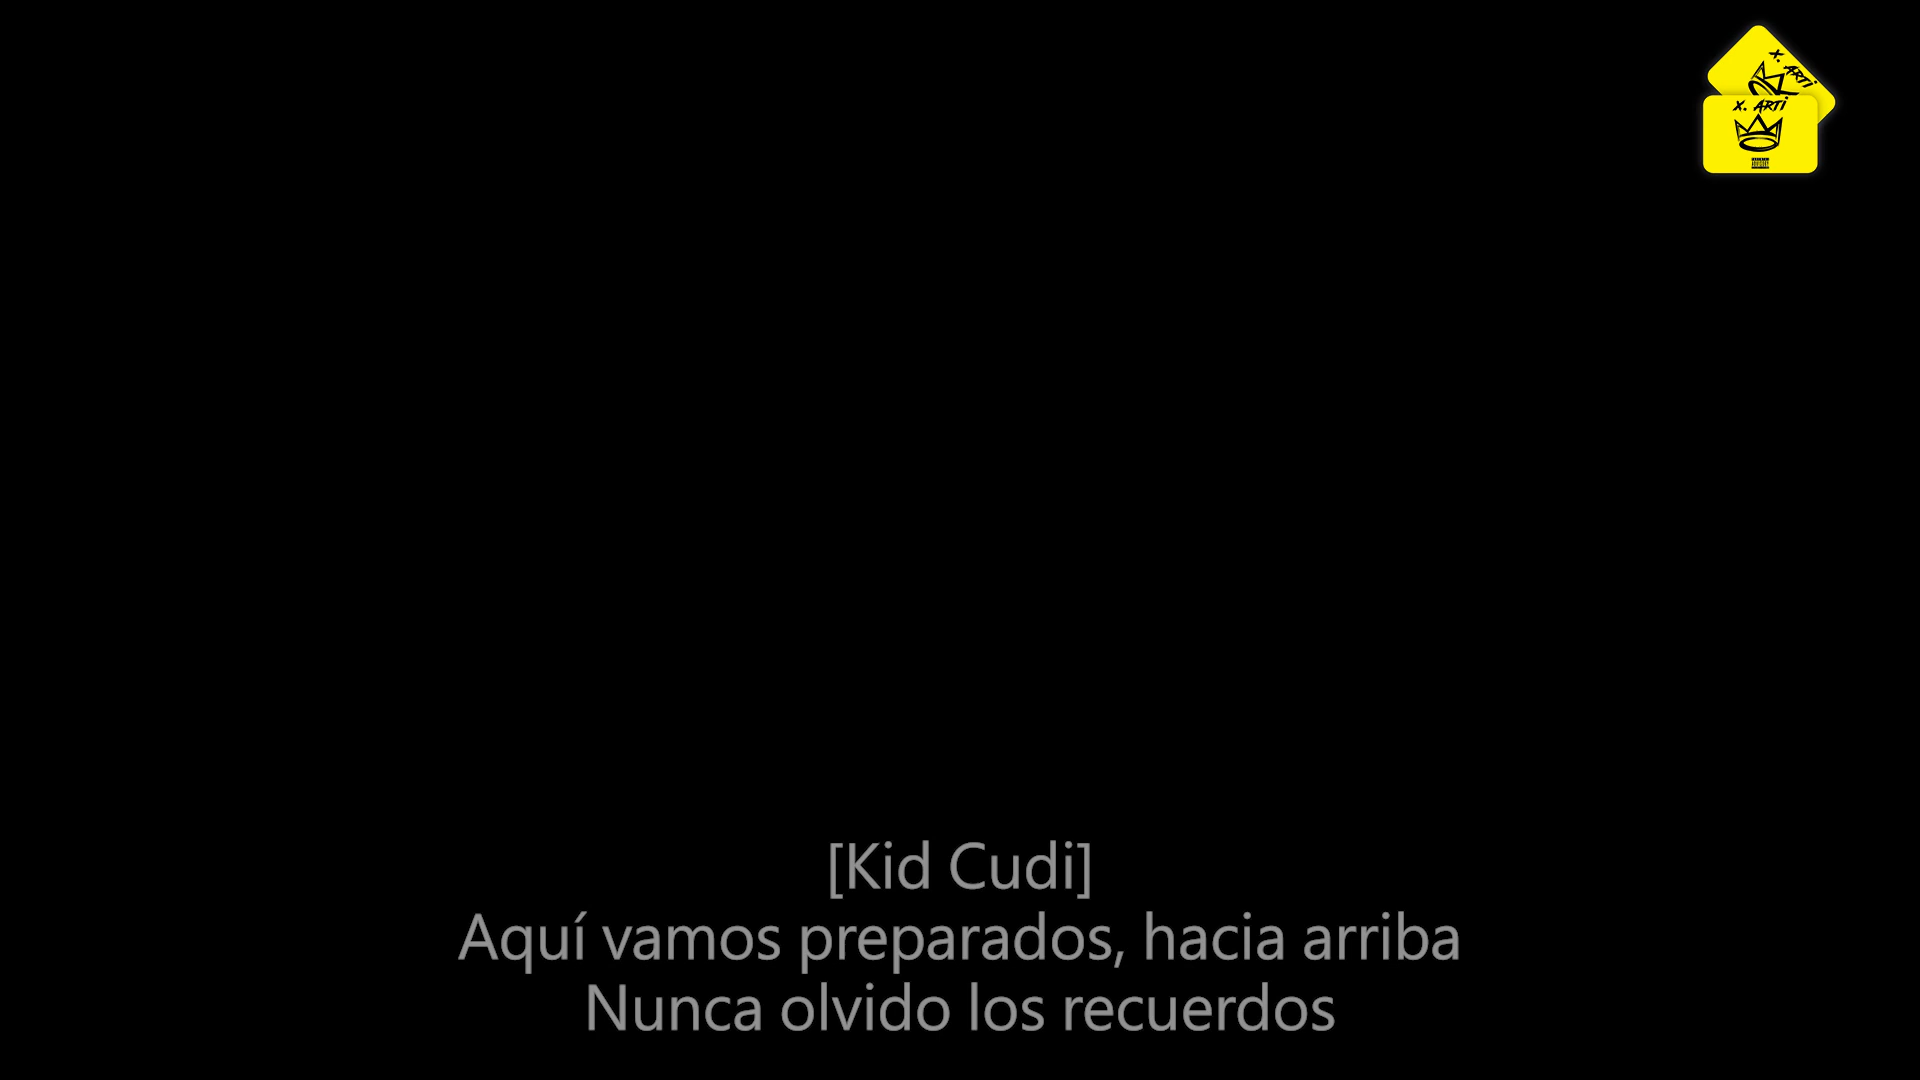 X. ARTi
X. ARTi
[Kid Cudi]
Aquí vamos preparados, hacia arriba
Nunca olvido los recuerdos